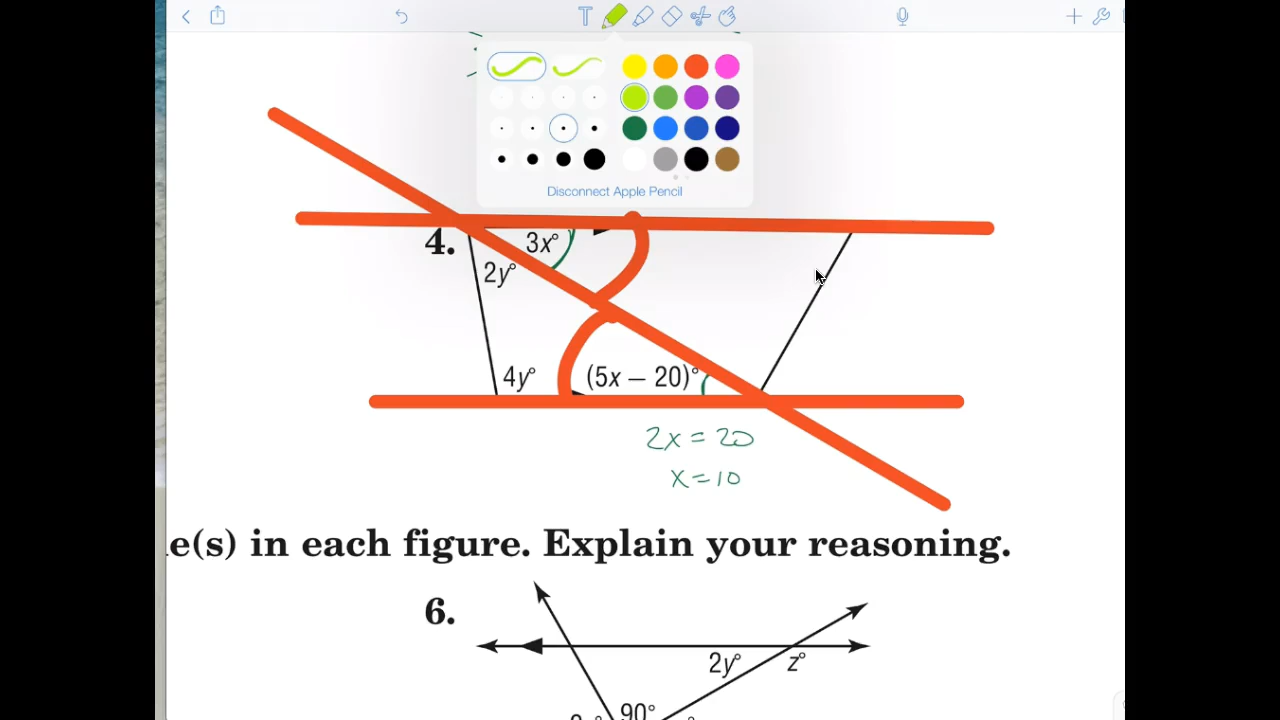 T
Disconnect Apple Pencil
4.
3x°
2y°
4y°
(5x – 20)°
2x = 20
x = 10
e(s) in each figure. Explain your reasoning.
6.
2y°
z°
90°